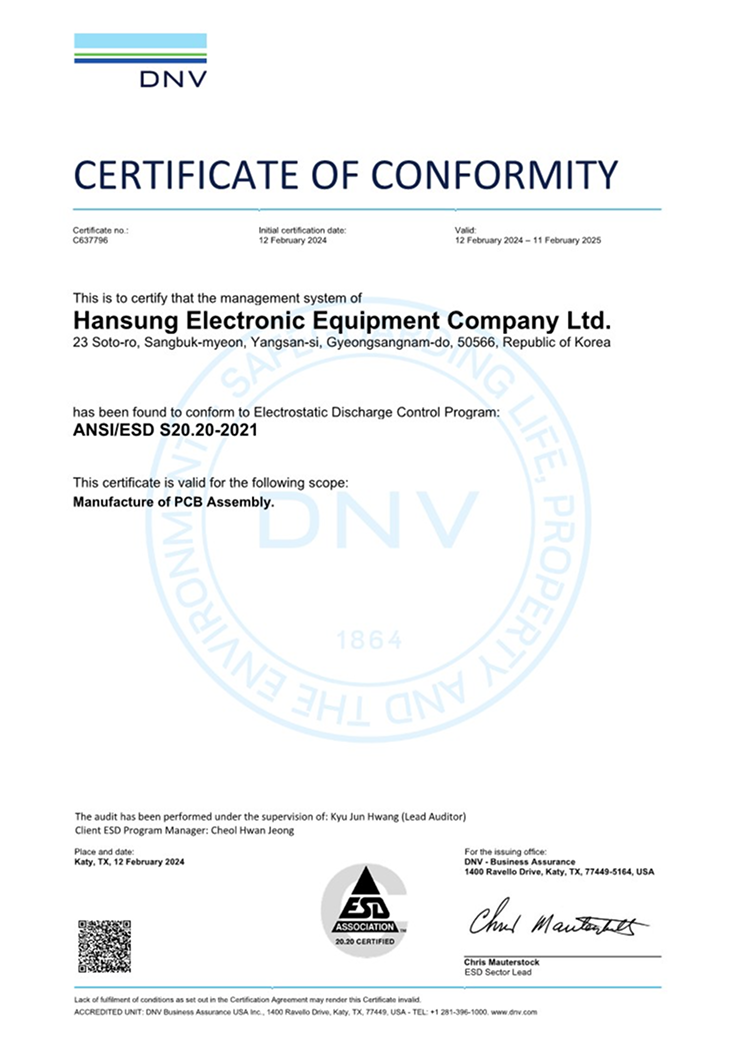 DNV
CERTIFICATE OF CONFORMITY
Certificate no.:
C637796
Initial certification date:
12 February 2024
Valid:
12 February 2024 – 11 February 2025
This is to certify that the management system of
Hansung Electronic Equipment Company Ltd.
23 Soto-ro, Sangbuk-myeon, Yangsan-si, Gyeongsangnam-do, 50566, Republic of Korea
has been found to conform to Electrostatic Discharge Control Program:
ANSI/ESD S20.20-2021
This certificate is valid for the following scope:
Manufacture of PCB Assembly.
SAFEGUARDING LIFE, PROPERTY AND THE ENVIRONMENT
DNV
1864
The audit has been performed under the supervision of: Kyu Jun Hwang (Lead Auditor)
Client ESD Program Manager: Cheol Hwan Jeong
Place and date:
Katy, TX, 12 February 2024
ESD
ASSOCIATION™
20.20 CERTIFIED
For the issuing office:
DNV - Business Assurance
1400 Ravello Drive, Katy, TX, 77449-5164, USA
Chris Mauterstock
ESD Sector Lead
Lack of fulfilment of conditions as set out in the Certification Agreement may render this Certificate invalid.
ACCREDITED UNIT: DNV Business Assurance USA Inc., 1400 Ravello Drive, Katy, TX, 77449, USA - TEL: +1 281-396-1000. www.dnv.com